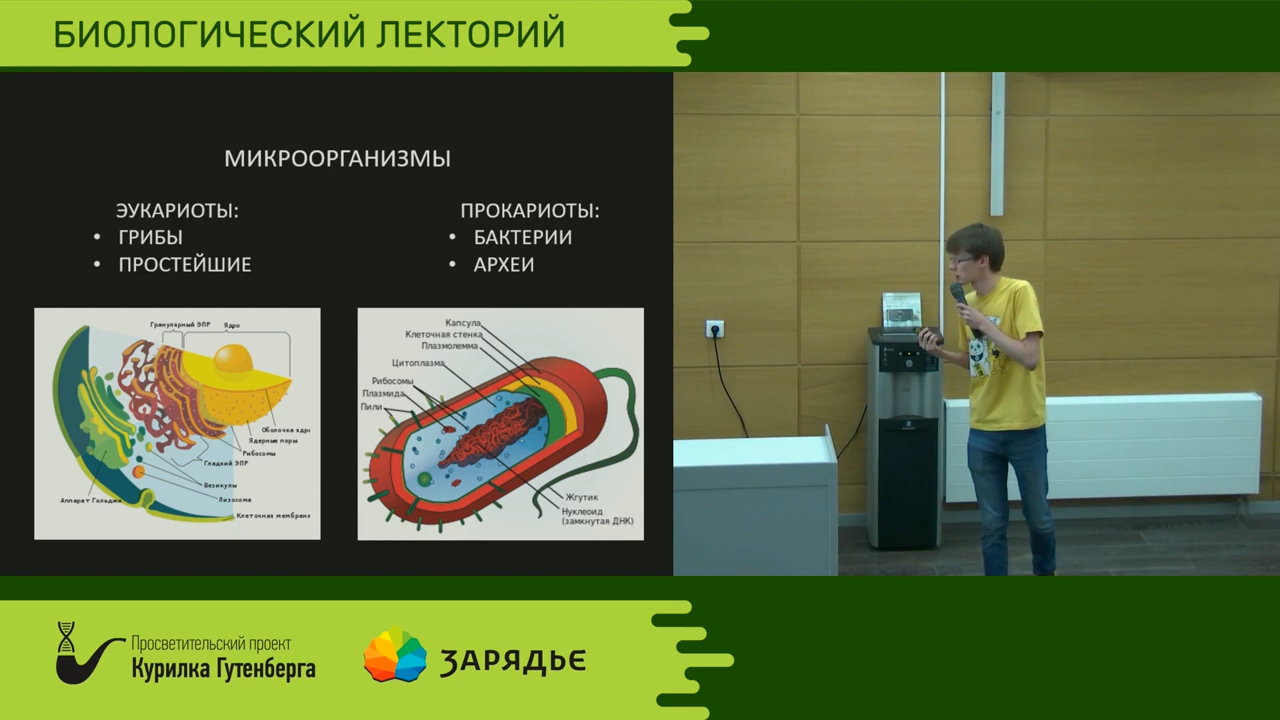 БИОЛОГИЧЕСКИЙ ЛЕКТОРИЙ
МИКРООРГАНИЗМЫ
ЭУКАРИОТЫ:
• ГРИБЫ
• ПРОСТЕЙШИЕ
ПРОКАРИОТЫ:
• БАКТЕРИИ
• АРХЕИ
Гранулярный ЭПР
Ядро
Оболочка ядра
Ядерные поры
Рибосомы
Гладкий ЭПР
Везикулы
Лизосома
Аппарат Гольджи
Клеточная мембрана
Капсула
Клеточная стенка
Плазмолемма
Цитоплазма
Рибосомы
Плазмида
Пили
Жгутик
Нуклеоид
(замкнутая ДНК)
Просветительский проект
Курилка Гутенберга
ЗАРЯДЬЕ